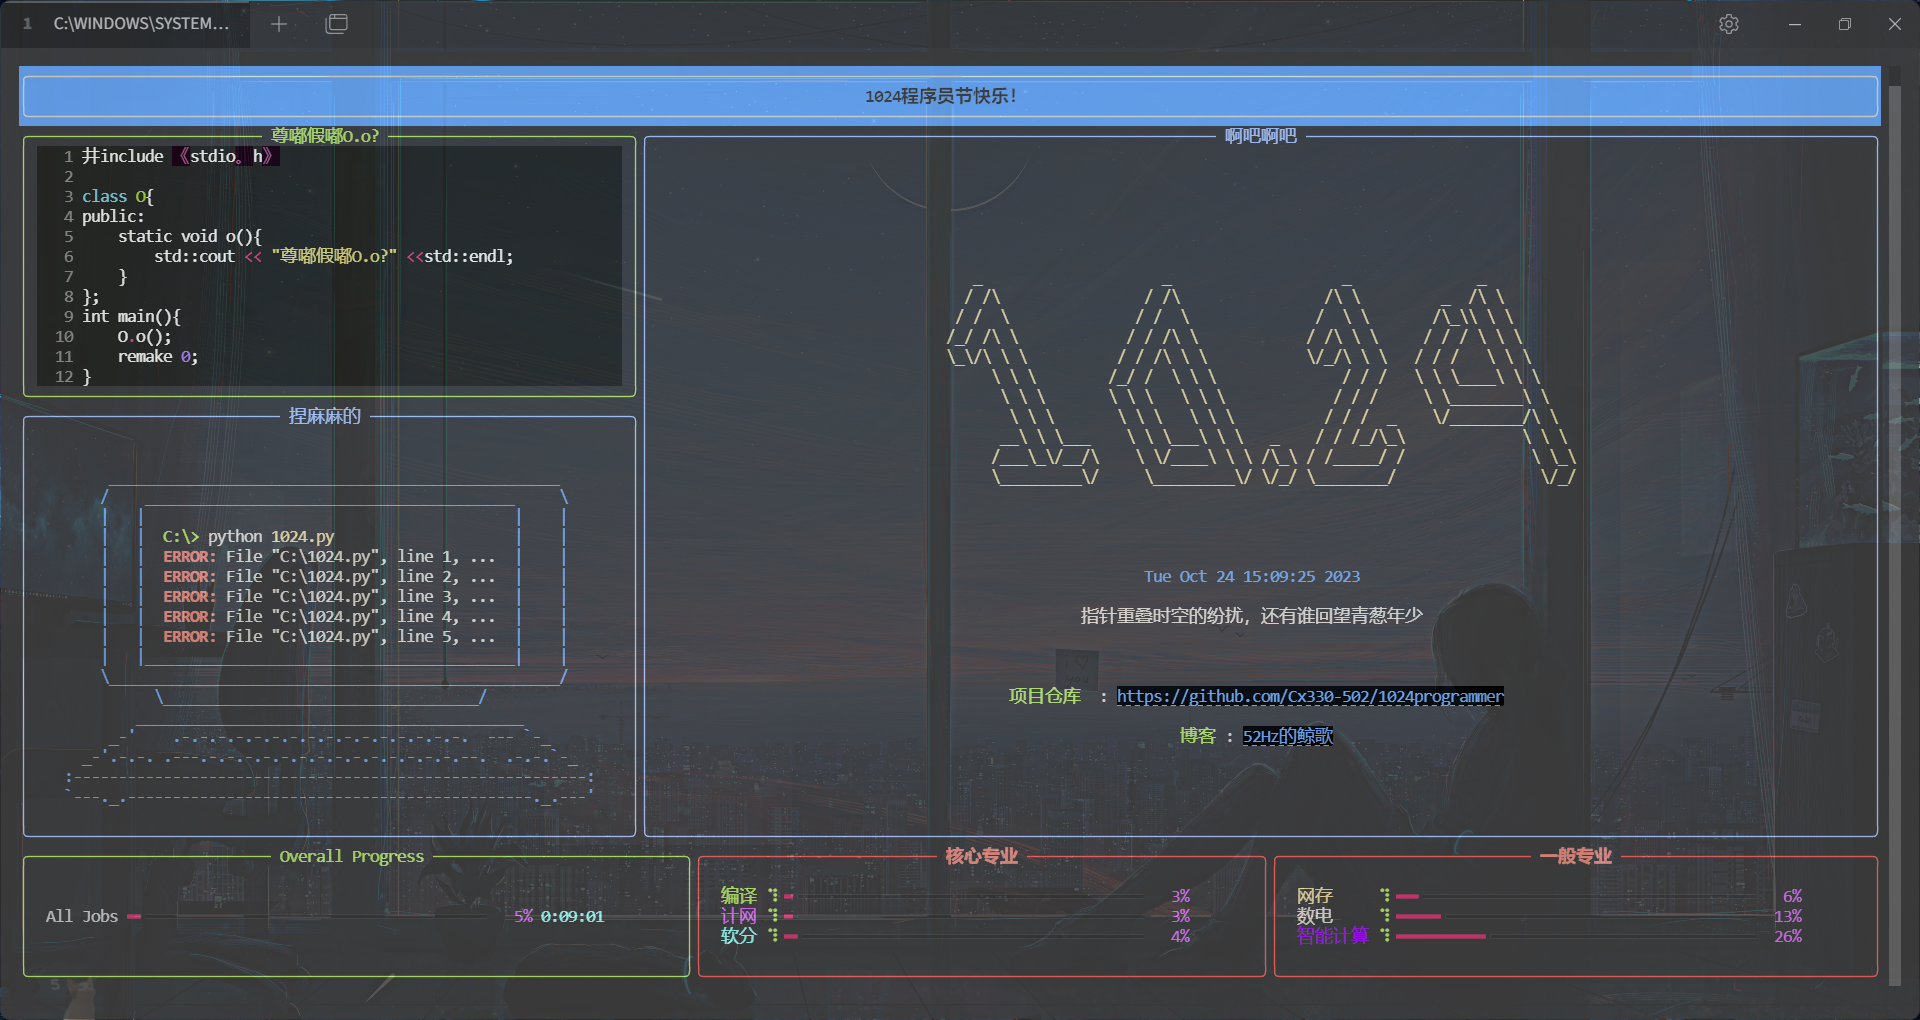 1 C:\WINDOWS\SYSTEM...
1024程序员节快乐!
尊嘟假嘟O.o?
1 井include 《stdio。h》
2
3 class O{
4 public:
5 static void o(){
6 std::cout << "尊嘟假嘟O.o?" <<std::endl;
7 }
8 };
9 int main(){
10 O.o();
11 remake 0;
12 }
捏麻麻的
C:\> python 1024.py
ERROR: File "C:\1024.py", line 1, ...
ERROR: File "C:\1024.py", line 2, ...
ERROR: File "C:\1024.py", line 3, ...
ERROR: File "C:\1024.py", line 4, ...
ERROR: File "C:\1024.py", line 5, ...
啊吧啊吧
10.24
Tue Oct 24 15:09:25 2023
指针重叠时空的纷扰，还有谁回望青葱年少
I ♡
you
项目仓库 : https://github.com/Cx330-502/1024programmer
博客 : 52Hz的鲸歌
Overall Progress
All Jobs 5% 0:09:01
核心专业
编译 3%
计网 3%
软分 4%
一般专业
网存 6%
数电 13%
智能计算 26%
5